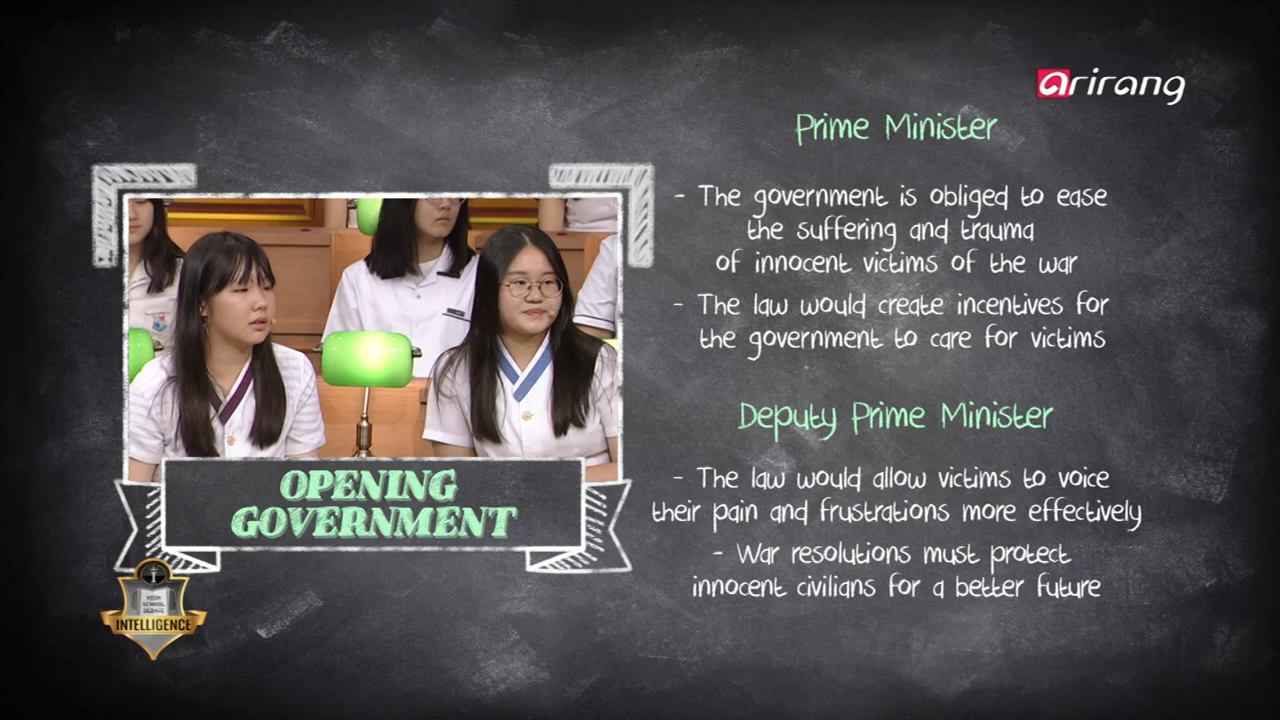 arirang
Prime Minister
- The government is obliged to ease
the suffering and trauma
of innocent victims of the war
- The law would create incentives for
the government to care for victims
Deputy Prime Minister
- The law would allow victims to voice
their pain and frustrations more effectively
- War resolutions must protect
innocent civilians for a better future
OPENING
GOVERNMENT
HIGH
SCHOOL
DEBATE
INTELLIGENCE